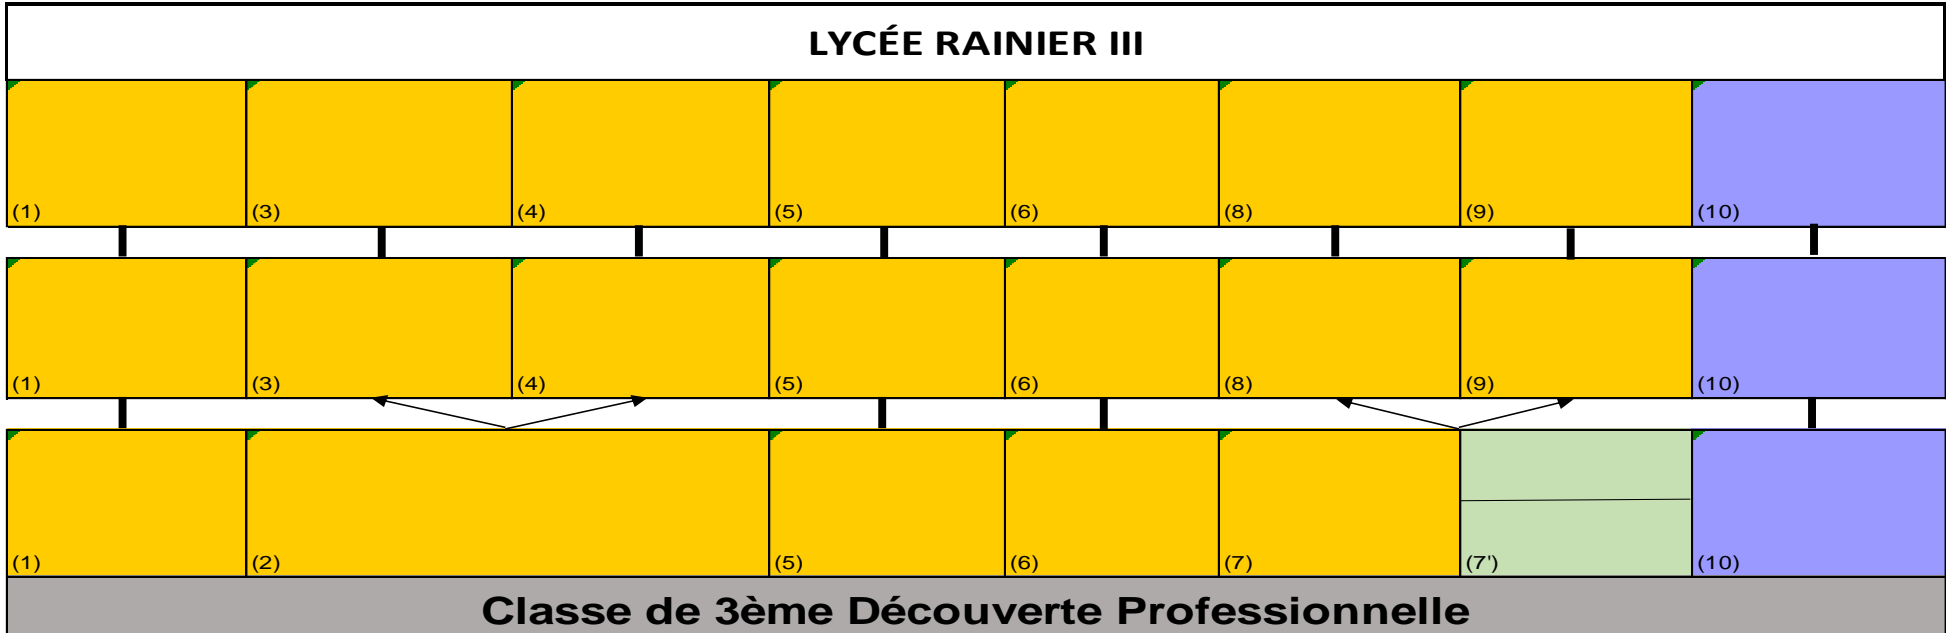 LYCÉE RAINIER III
(1) (3) (4) (5) (6) (8) (9) (10)
(1) (3) (4) (5) (6) (8) (9) (10)
(1) (2) (5) (6) (7) (7') (10)
Classe de 3ème Découverte Professionnelle